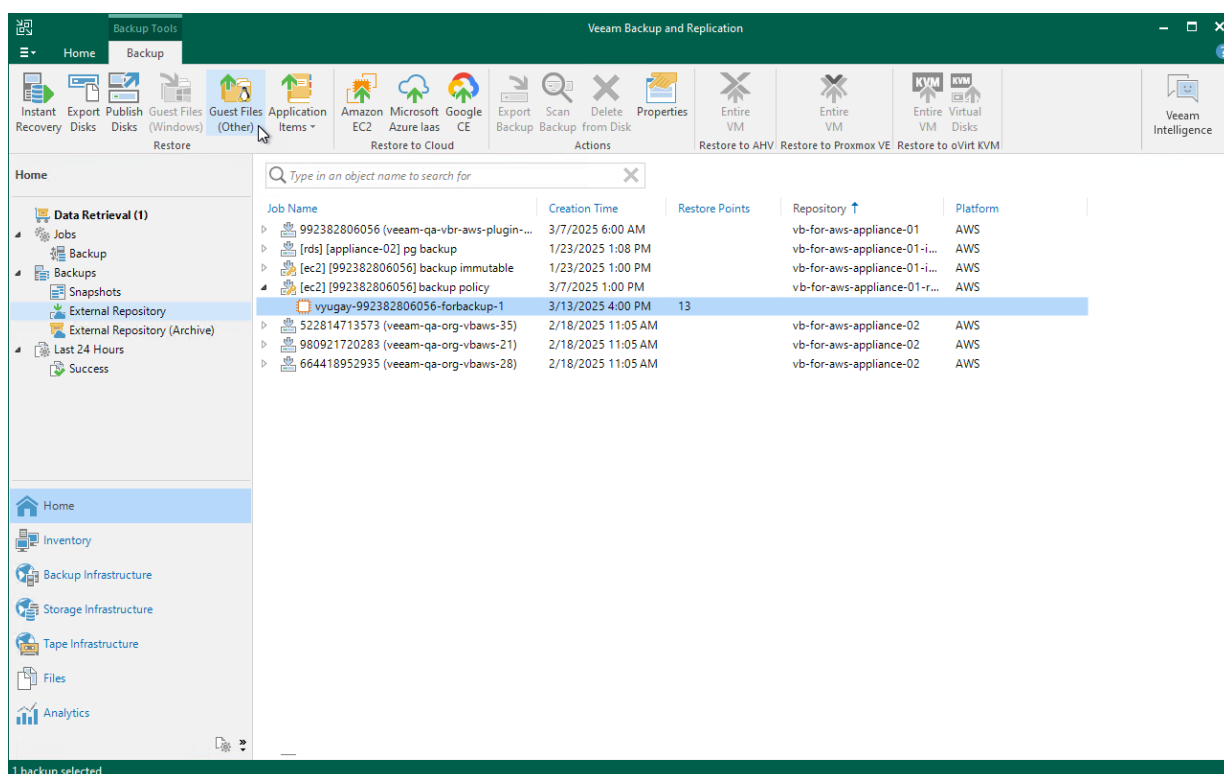 Backup Tools
Veeam Backup and Replication
Home Backup
Instant Recovery
Export Disks
Publish Disks
Guest Files (Windows)
Guest Files (Other)
Application Items
Amazon EC2
Microsoft Azure Iaas
Google CE
Export Backup
Scan Backup
Delete from Disk
Properties
Entire VM
Entire VM
Entire VM
Virtual Disks
Veeam Intelligence
Restore
Restore to Cloud
Actions
Restore to AHV
Restore to Proxmox VE
Restore to oVirt KVM
Home
Data Retrieval (1)
Jobs
Backup
Backups
Snapshots
External Repository
External Repository (Archive)
Last 24 Hours
Success
Type in an object name to search for
Job Name Creation Time Restore Points Repository Platform
992382806056 (veeam-qa-vbr-aws-plugin-... 3/7/2025 6:00 AM vb-for-aws-appliance-01 AWS
[rds] [appliance-02] pg backup 1/23/2025 1:08 PM vb-for-aws-appliance-01-i... AWS
[ec2] [992382806056] backup immutable 1/23/2025 1:00 PM vb-for-aws-appliance-01-i... AWS
[ec2] [992382806056] backup policy 3/7/2025 1:00 PM vb-for-aws-appliance-01-r... AWS
vyugay-992382806056-forbackup-1 3/13/2025 4:00 PM 13
522814713573 (veeam-qa-org-vbaws-35) 2/18/2025 11:05 AM vb-for-aws-appliance-02 AWS
980921720283 (veeam-qa-org-vbaws-21) 2/18/2025 11:05 AM vb-for-aws-appliance-02 AWS
664418952935 (veeam-qa-org-vbaws-28) 2/18/2025 11:05 AM vb-for-aws-appliance-02 AWS
Home
Inventory
Backup Infrastructure
Storage Infrastructure
Tape Infrastructure
Files
Analytics
1 backup selected